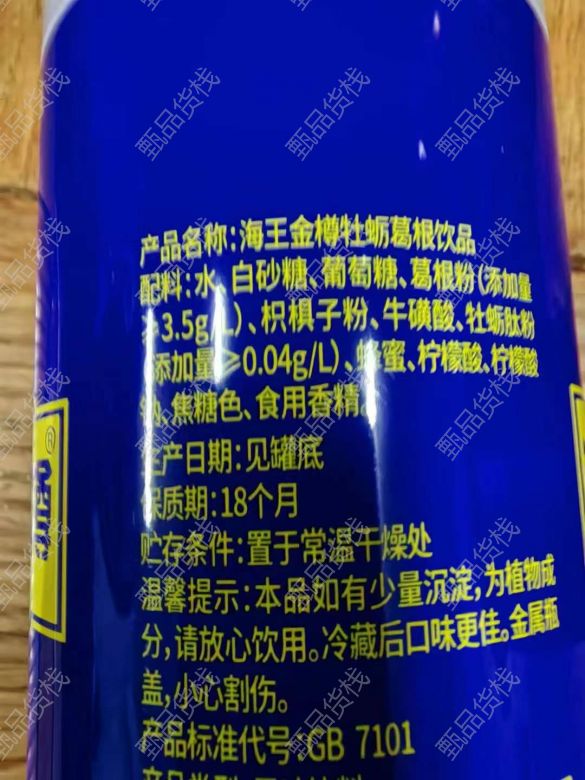 产品名称:海王金樽牡蛎葛根饮品
配料:水、白砂糖、葡萄糖、葛根粉(添加量
≥3.5g/L)、枳椇子粉、牛磺酸、牡蛎肽粉
添加量≥0.04g/L)、蜂蜜、柠檬酸、柠檬酸
钠、焦糖色、食用香精。
生产日期:见罐底
保质期:18个月
贮存条件:置于常温干燥处
温馨提示:本品如有少量沉淀,为植物成
分,请放心饮用。冷藏后口味更佳。金属瓶
盖,小心割伤。
产品标准代号:GB 7101
甄品货栈